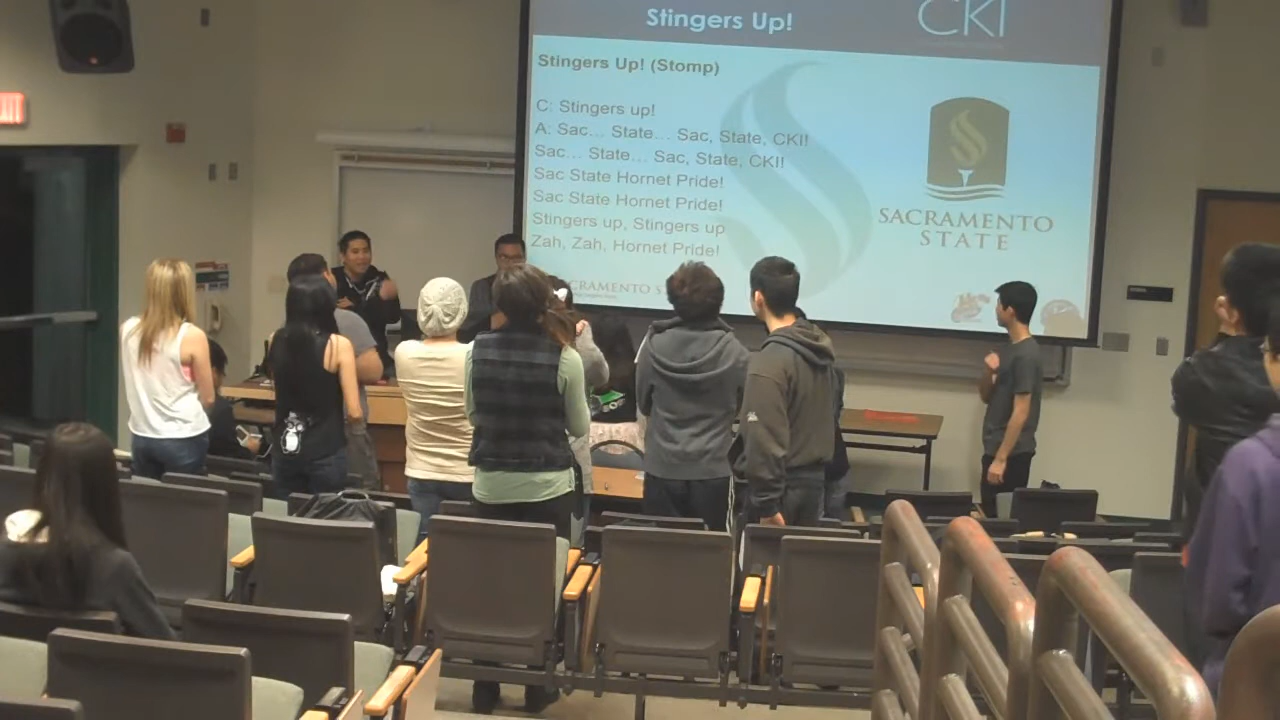 Stingers Up!
CKI
Stingers Up! (Stomp)
C: Stingers up!
A: Sac... State... Sac, State, CKI!
Sac... State... Sac, State, CKI!
Sac State Hornet Pride!
Sac State Hornet Pride!
Stingers up, Stingers up
Zah, Zah, Hornet Pride!
SACRAMENTO
STATE